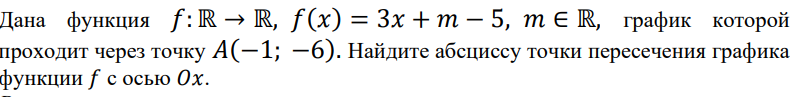 Дана функция 𝑓: ℝ → ℝ, 𝑓(𝑥) = 3𝑥 + 𝑚 − 5, 𝑚 ∈ ℝ, график которой
проходит через точку 𝐴(−1; −6). Найдите абсциссу точки пересечения графика
функции 𝑓 с осью 𝑂𝑥.